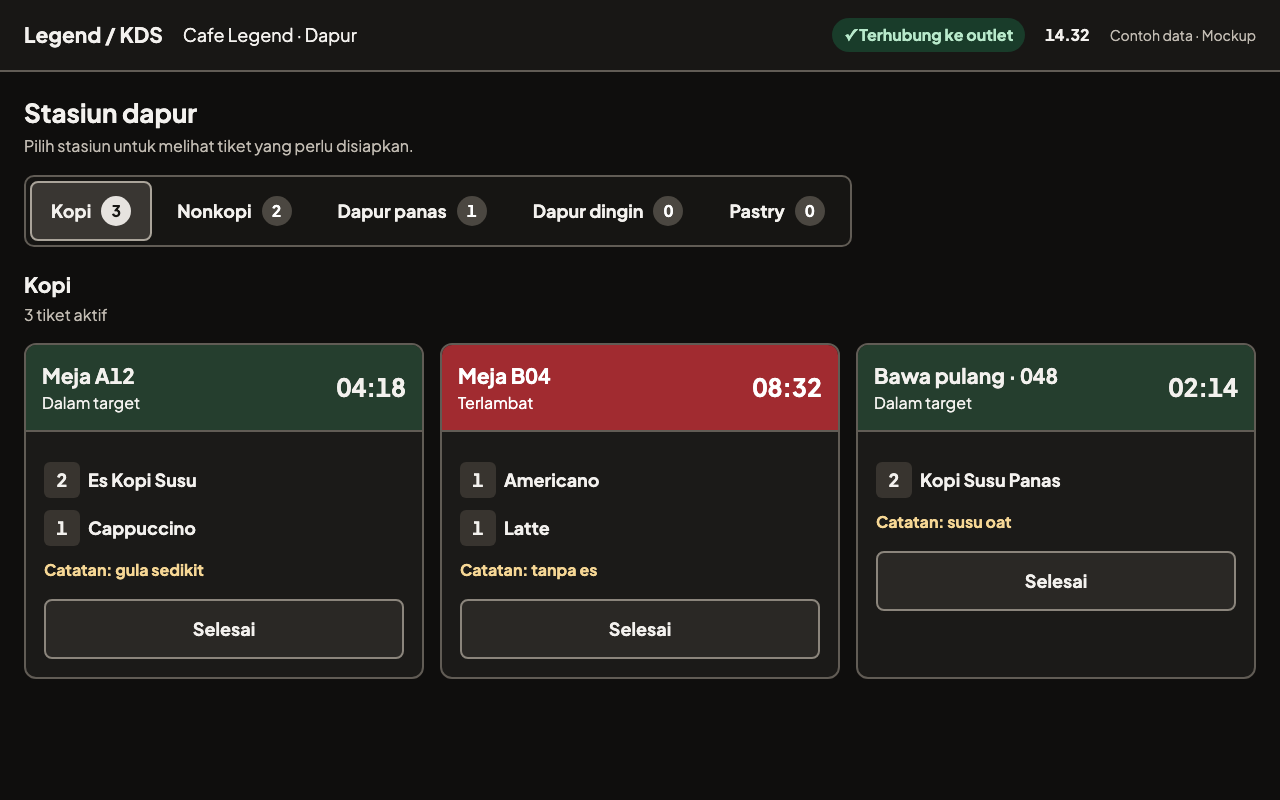 Legend / KDS Cafe Legend · Dapur ✓Terhubung ke outlet 14.32 Contoh data · Mockup
Stasiun dapur
Pilih stasiun untuk melihat tiket yang perlu disiapkan.
Kopi 3 Nonkopi 2 Dapur panas 1 Dapur dingin 0 Pastry 0
Kopi
3 tiket aktif
Meja A12
Dalam target
04:18
2 Es Kopi Susu
1 Cappuccino
Catatan: gula sedikit
Selesai
Meja B04
Terlambat
08:32
1 Americano
1 Latte
Catatan: tanpa es
Selesai
Bawa pulang · 048
Dalam target
02:14
2 Kopi Susu Panas
Catatan: susu oat
Selesai